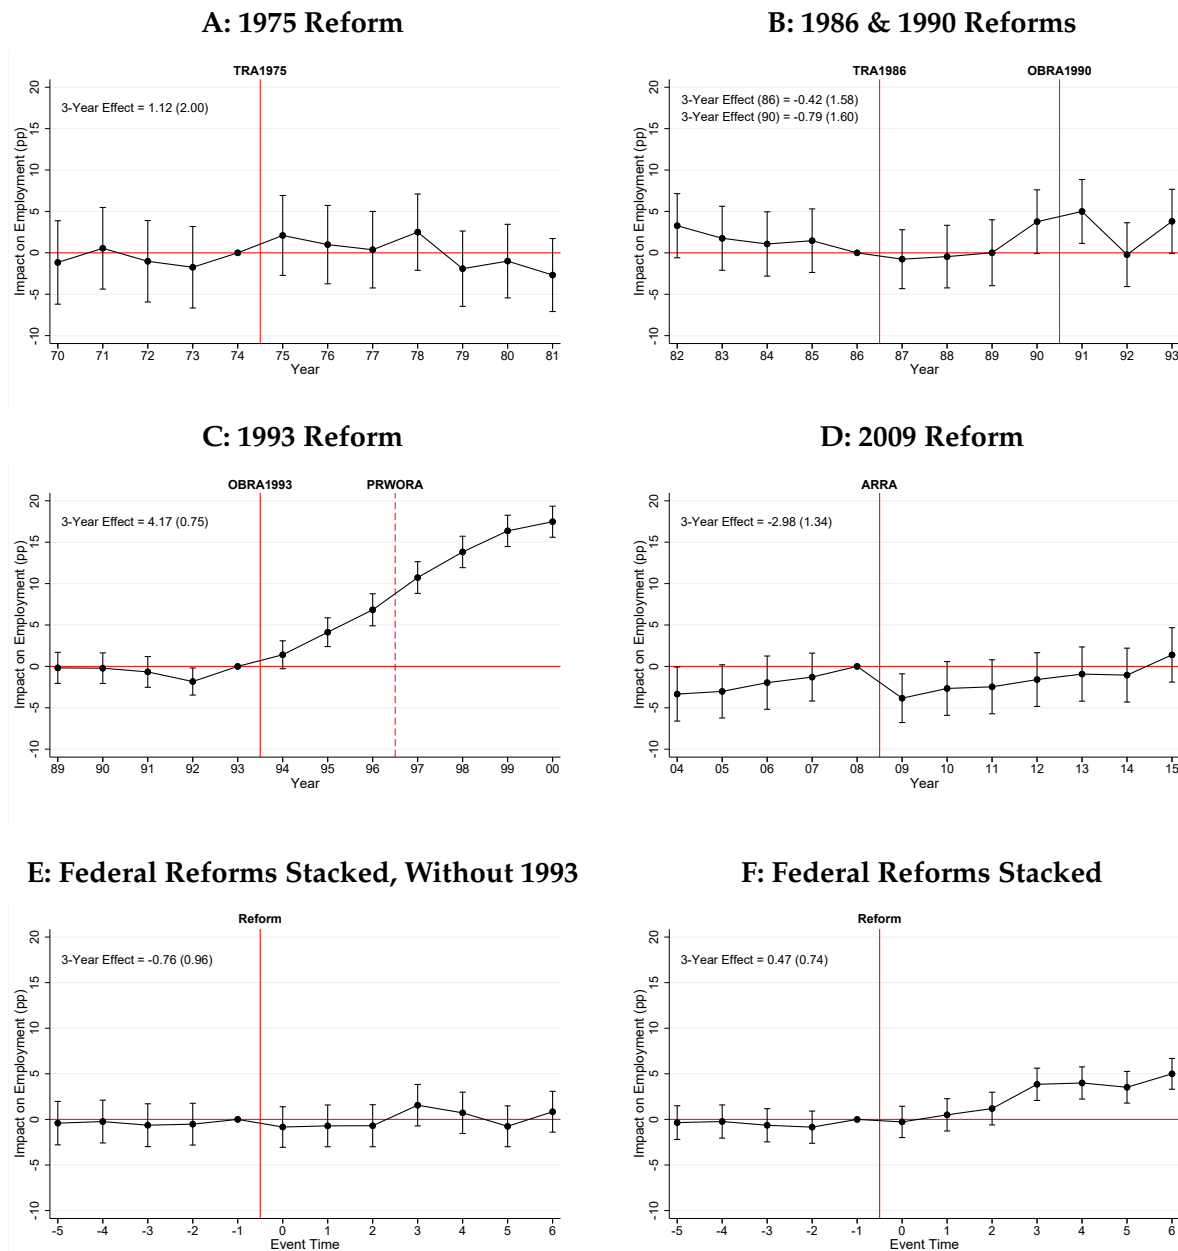 A: 1975 Reform
TRA1975
3-Year Effect = 1.12 (2.00)
Impact on Employment (pp)
20
15
10
5
0
-5
-10
70 71 72 73 74 75 76 77 78 79 80 81
Year
B: 1986 & 1990 Reforms
TRA1986 OBRA1990
3-Year Effect (86) = -0.42 (1.58)
3-Year Effect (90) = -0.79 (1.60)
Impact on Employment (pp)
20
15
10
5
0
-5
-10
82 83 84 85 86 87 88 89 90 91 92 93
Year
C: 1993 Reform
OBRA1993 PRWORA
3-Year Effect = 4.17 (0.75)
Impact on Employment (pp)
20
15
10
5
0
-5
-10
89 90 91 92 93 94 95 96 97 98 99 00
Year
D: 2009 Reform
ARRA
3-Year Effect = -2.98 (1.34)
Impact on Employment (pp)
20
15
10
5
0
-5
-10
04 05 06 07 08 09 10 11 12 13 14 15
Year
E: Federal Reforms Stacked, Without 1993
Reform
3-Year Effect = -0.76 (0.96)
Impact on Employment (pp)
20
15
10
5
0
-5
-10
-5 -4 -3 -2 -1 0 1 2 3 4 5 6
Event Time
F: Federal Reforms Stacked
Reform
3-Year Effect = 0.47 (0.74)
Impact on Employment (pp)
20
15
10
5
0
-5
-10
-5 -4 -3 -2 -1 0 1 2 3 4 5 6
Event Time